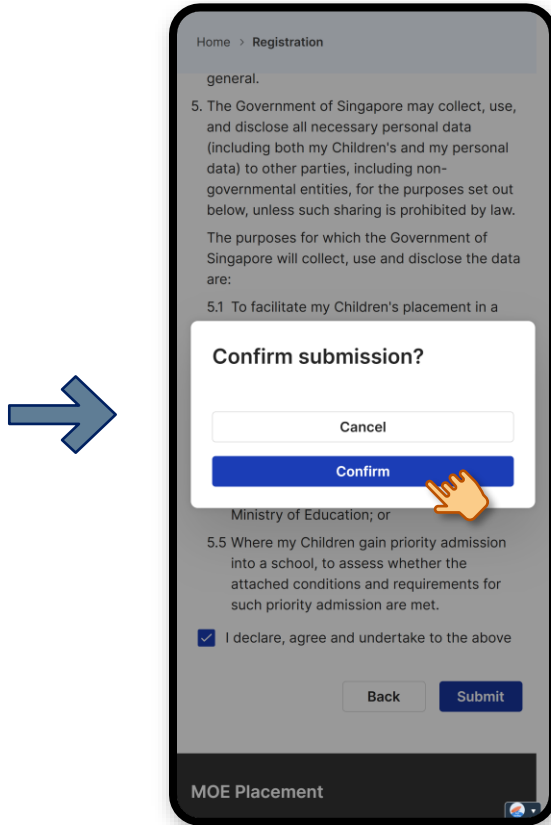 Home > Registration
general.
5. The Government of Singapore may collect, use,
and disclose all necessary personal data
(including both my Children's and my personal
data) to other parties, including non-
governmental entities, for the purposes set out
below, unless such sharing is prohibited by law.
The purposes for which the Government of
Singapore will collect, use and disclose the data
are:
5.1 To facilitate my Children's placement in a
Confirm submission?
Cancel
Confirm
Ministry of Education; or
5.5 Where my Children gain priority admission
into a school, to assess whether the
attached conditions and requirements for
such priority admission are met.
I declare, agree and undertake to the above
Back
Submit
MOE Placement